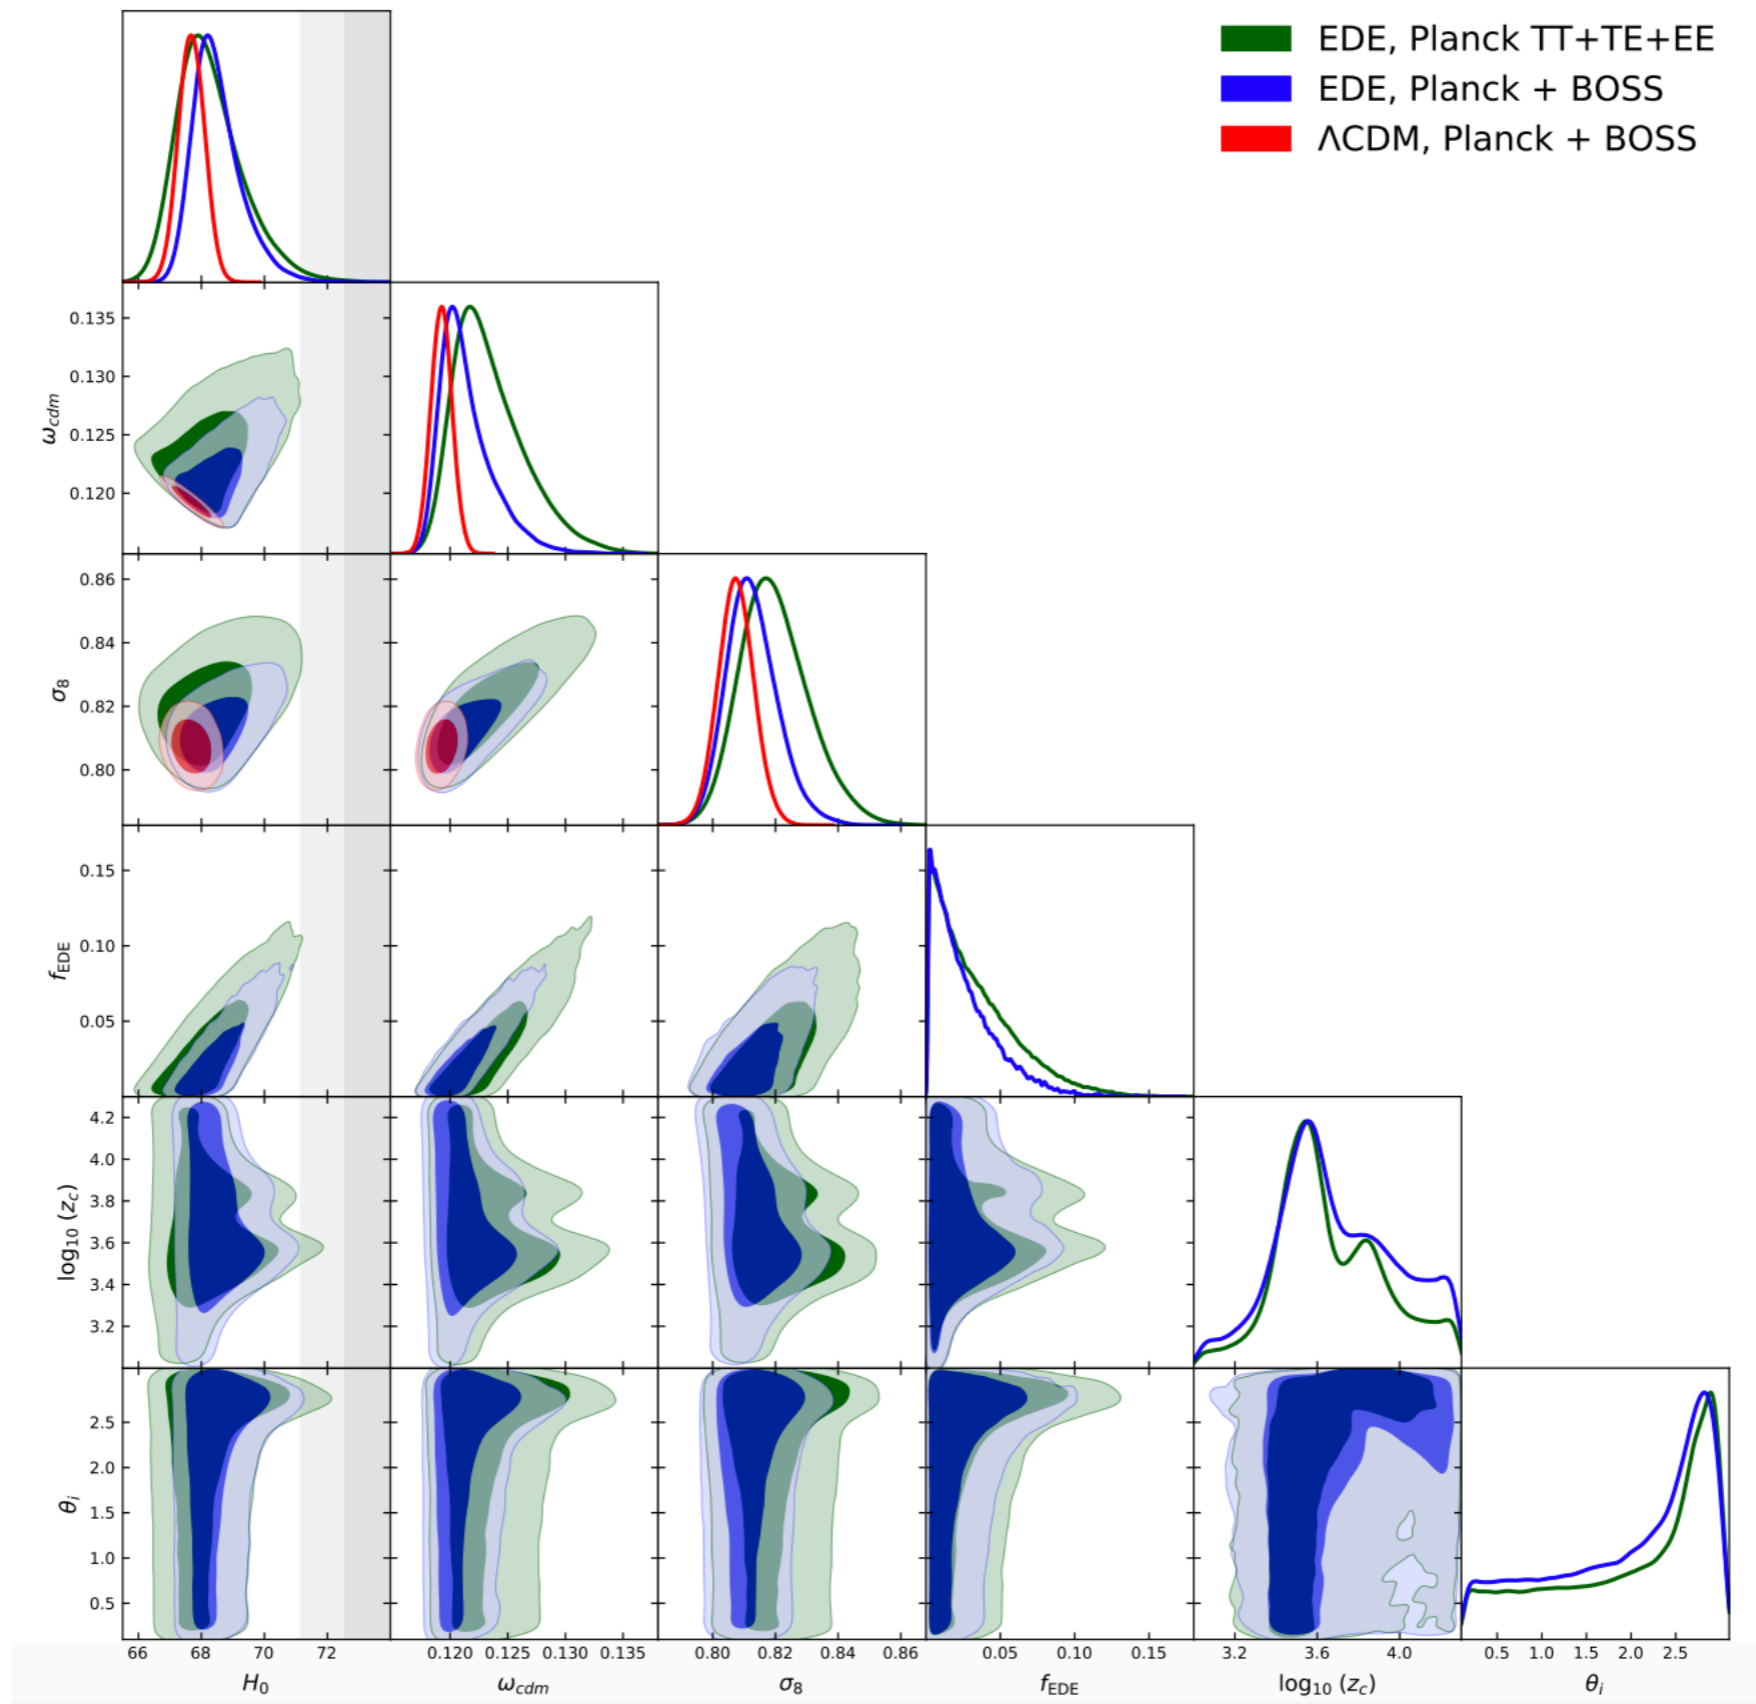 EDE, Planck TT+TE+EE
EDE, Planck + BOSS
ΛCDM, Planck + BOSS
0.135
0.130
0.125
0.120
ω_cdm
0.86
0.84
0.82
0.80
σ_8
0.15
0.10
0.05
f_EDE
4.2
4.0
3.8
3.6
3.4
3.2
log_10 (z_c)
2.5
2.0
1.5
1.0
0.5
θ_i
66 68 70 72 0.120 0.125 0.130 0.135 0.80 0.82 0.84 0.86 0.05 0.10 0.15 3.2 3.6 4.0 0.5 1.0 1.5 2.0 2.5
H_0 ω_cdm σ_8 f_EDE log_10 (z_c) θ_i